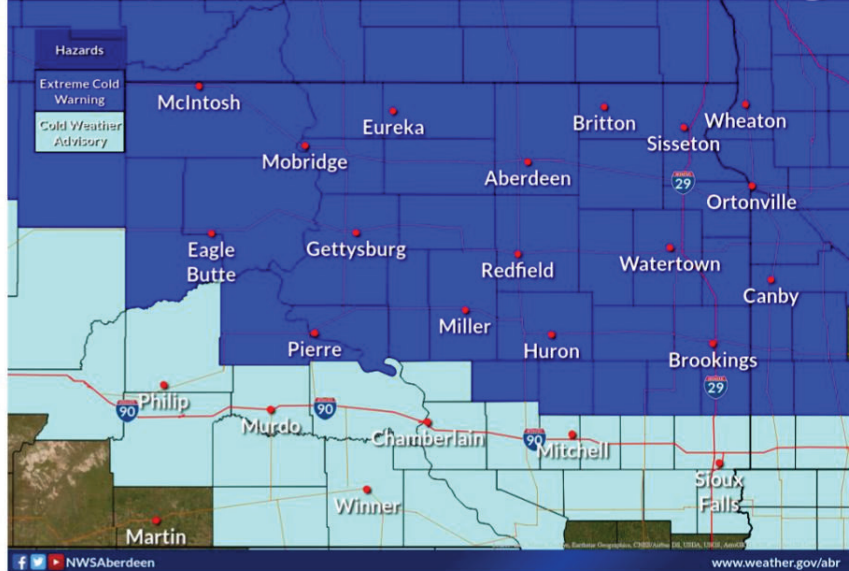 Hazards
Extreme Cold
Warning
Cold Weather
Advisory
McIntosh
Eureka
Britton
Wheaton
Sisseton
Mobridge
Aberdeen
29
Ortonville
Eagle
Butte
Gettysburg
Redfield
Watertown
Canby
Miller
Pierre
Huron
Brookings
29
Philip
90
Murdo
90
Chamberlain
90
Mitchell
Sioux
Falls
Winner
Martin
NWSAberdeen
www.weather.gov/abr